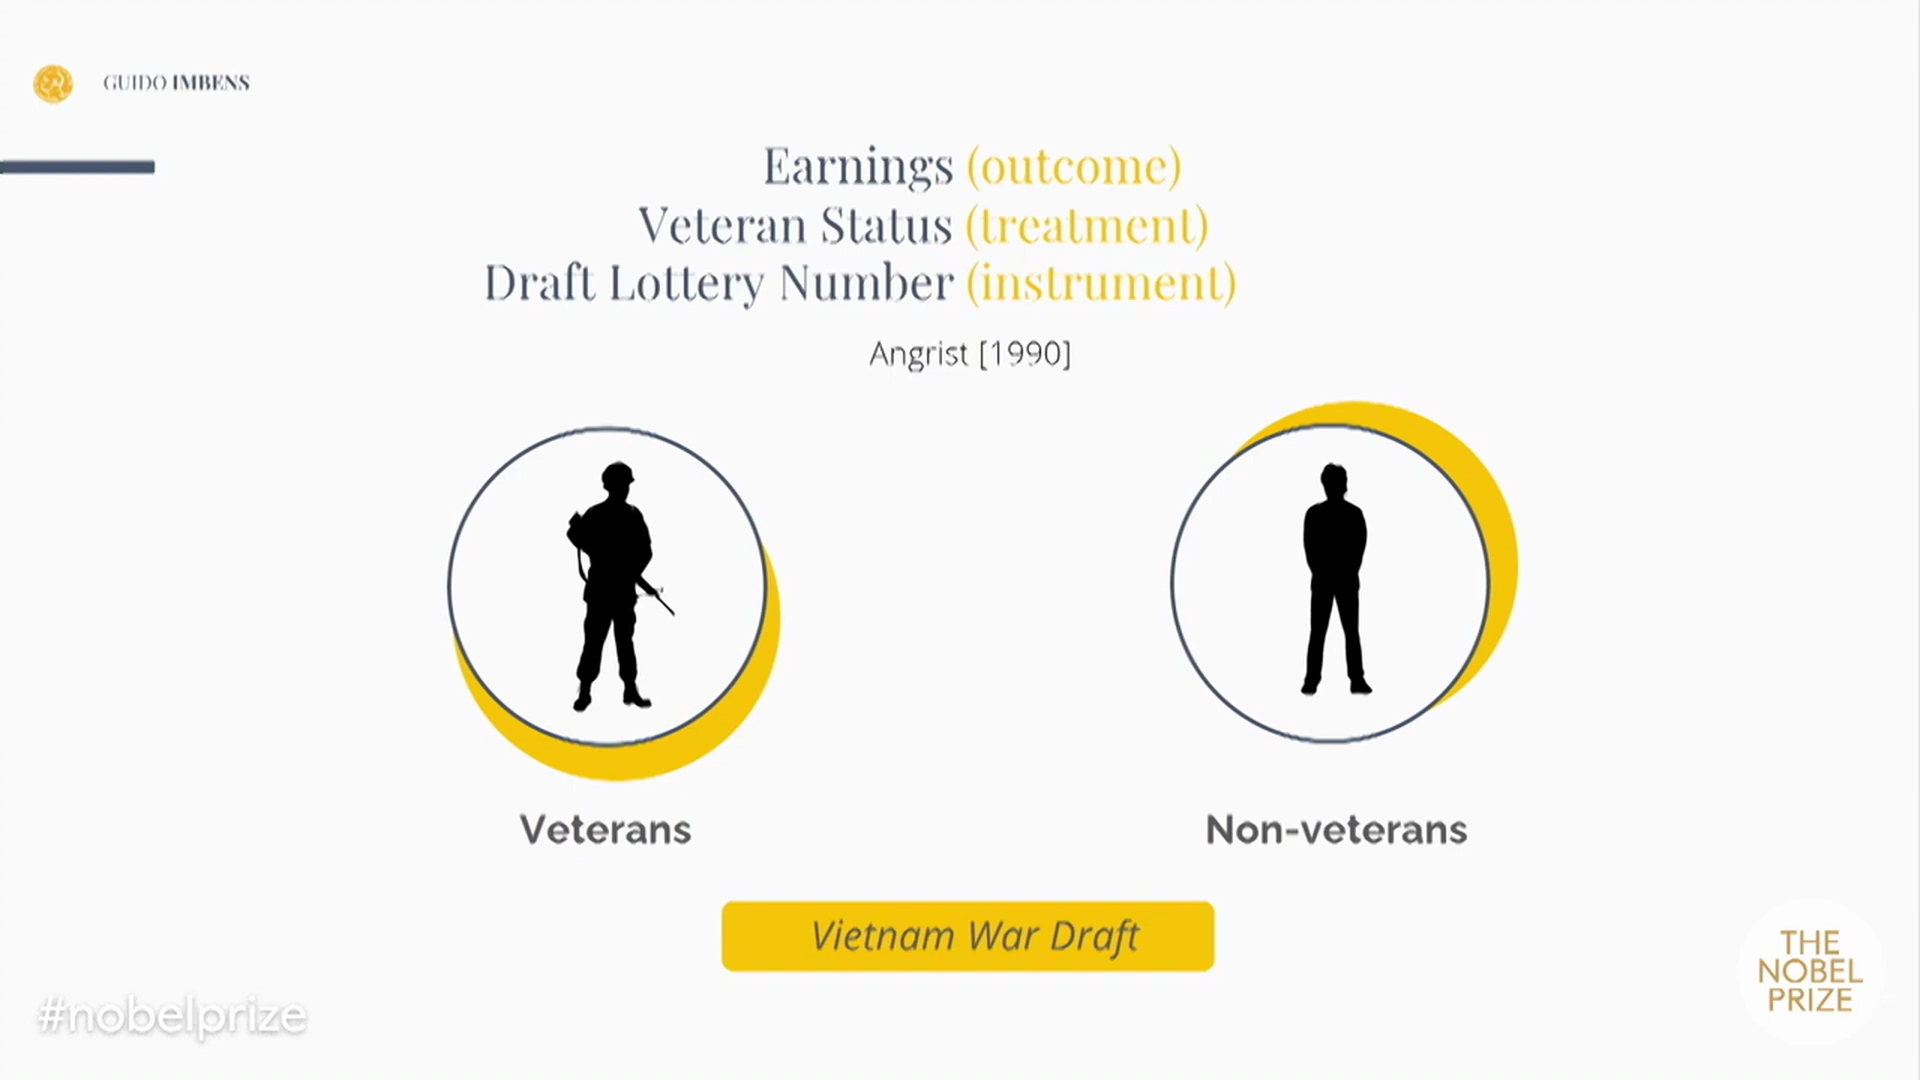 GUIDO IMBENS
Earnings (outcome)
Veteran Status (treatment)
Draft Lottery Number (instrument)
Angrist [1990]
Veterans
Non-veterans
Vietnam War Draft
#nobelprize
THE
NOBEL
PRIZE